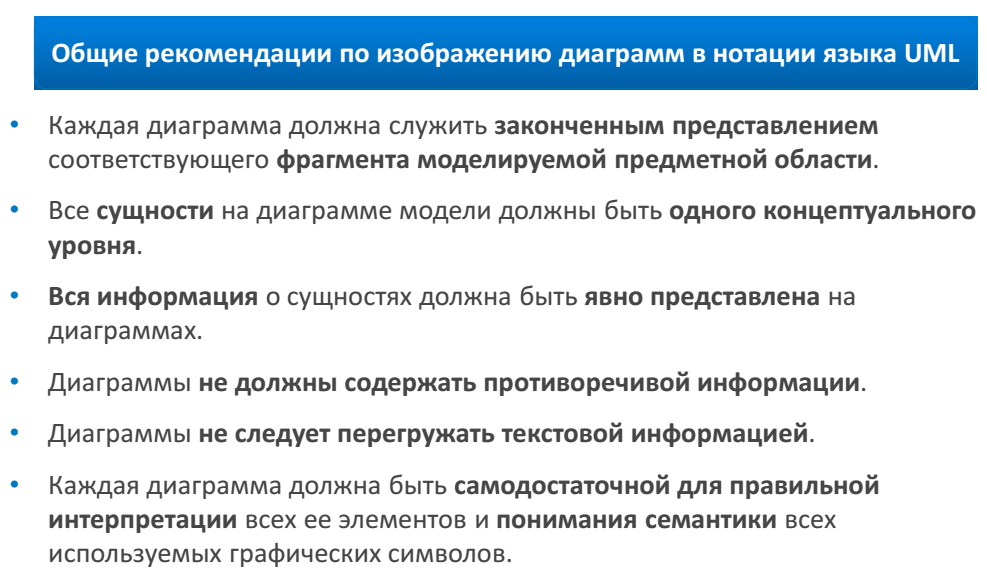 Общие рекомендации по изображению диаграмм в нотации языка UML
• Каждая диаграмма должна служить законченным представлением
соответствующего фрагмента моделируемой предметной области.
• Все сущности на диаграмме модели должны быть одного концептуального
уровня.
• Вся информация о сущностях должна быть явно представлена на
диаграммах.
• Диаграммы не должны содержать противоречивой информации.
• Диаграммы не следует перегружать текстовой информацией.
• Каждая диаграмма должна быть самодостаточной для правильной
интерпретации всех ее элементов и понимания семантики всех
используемых графических символов.